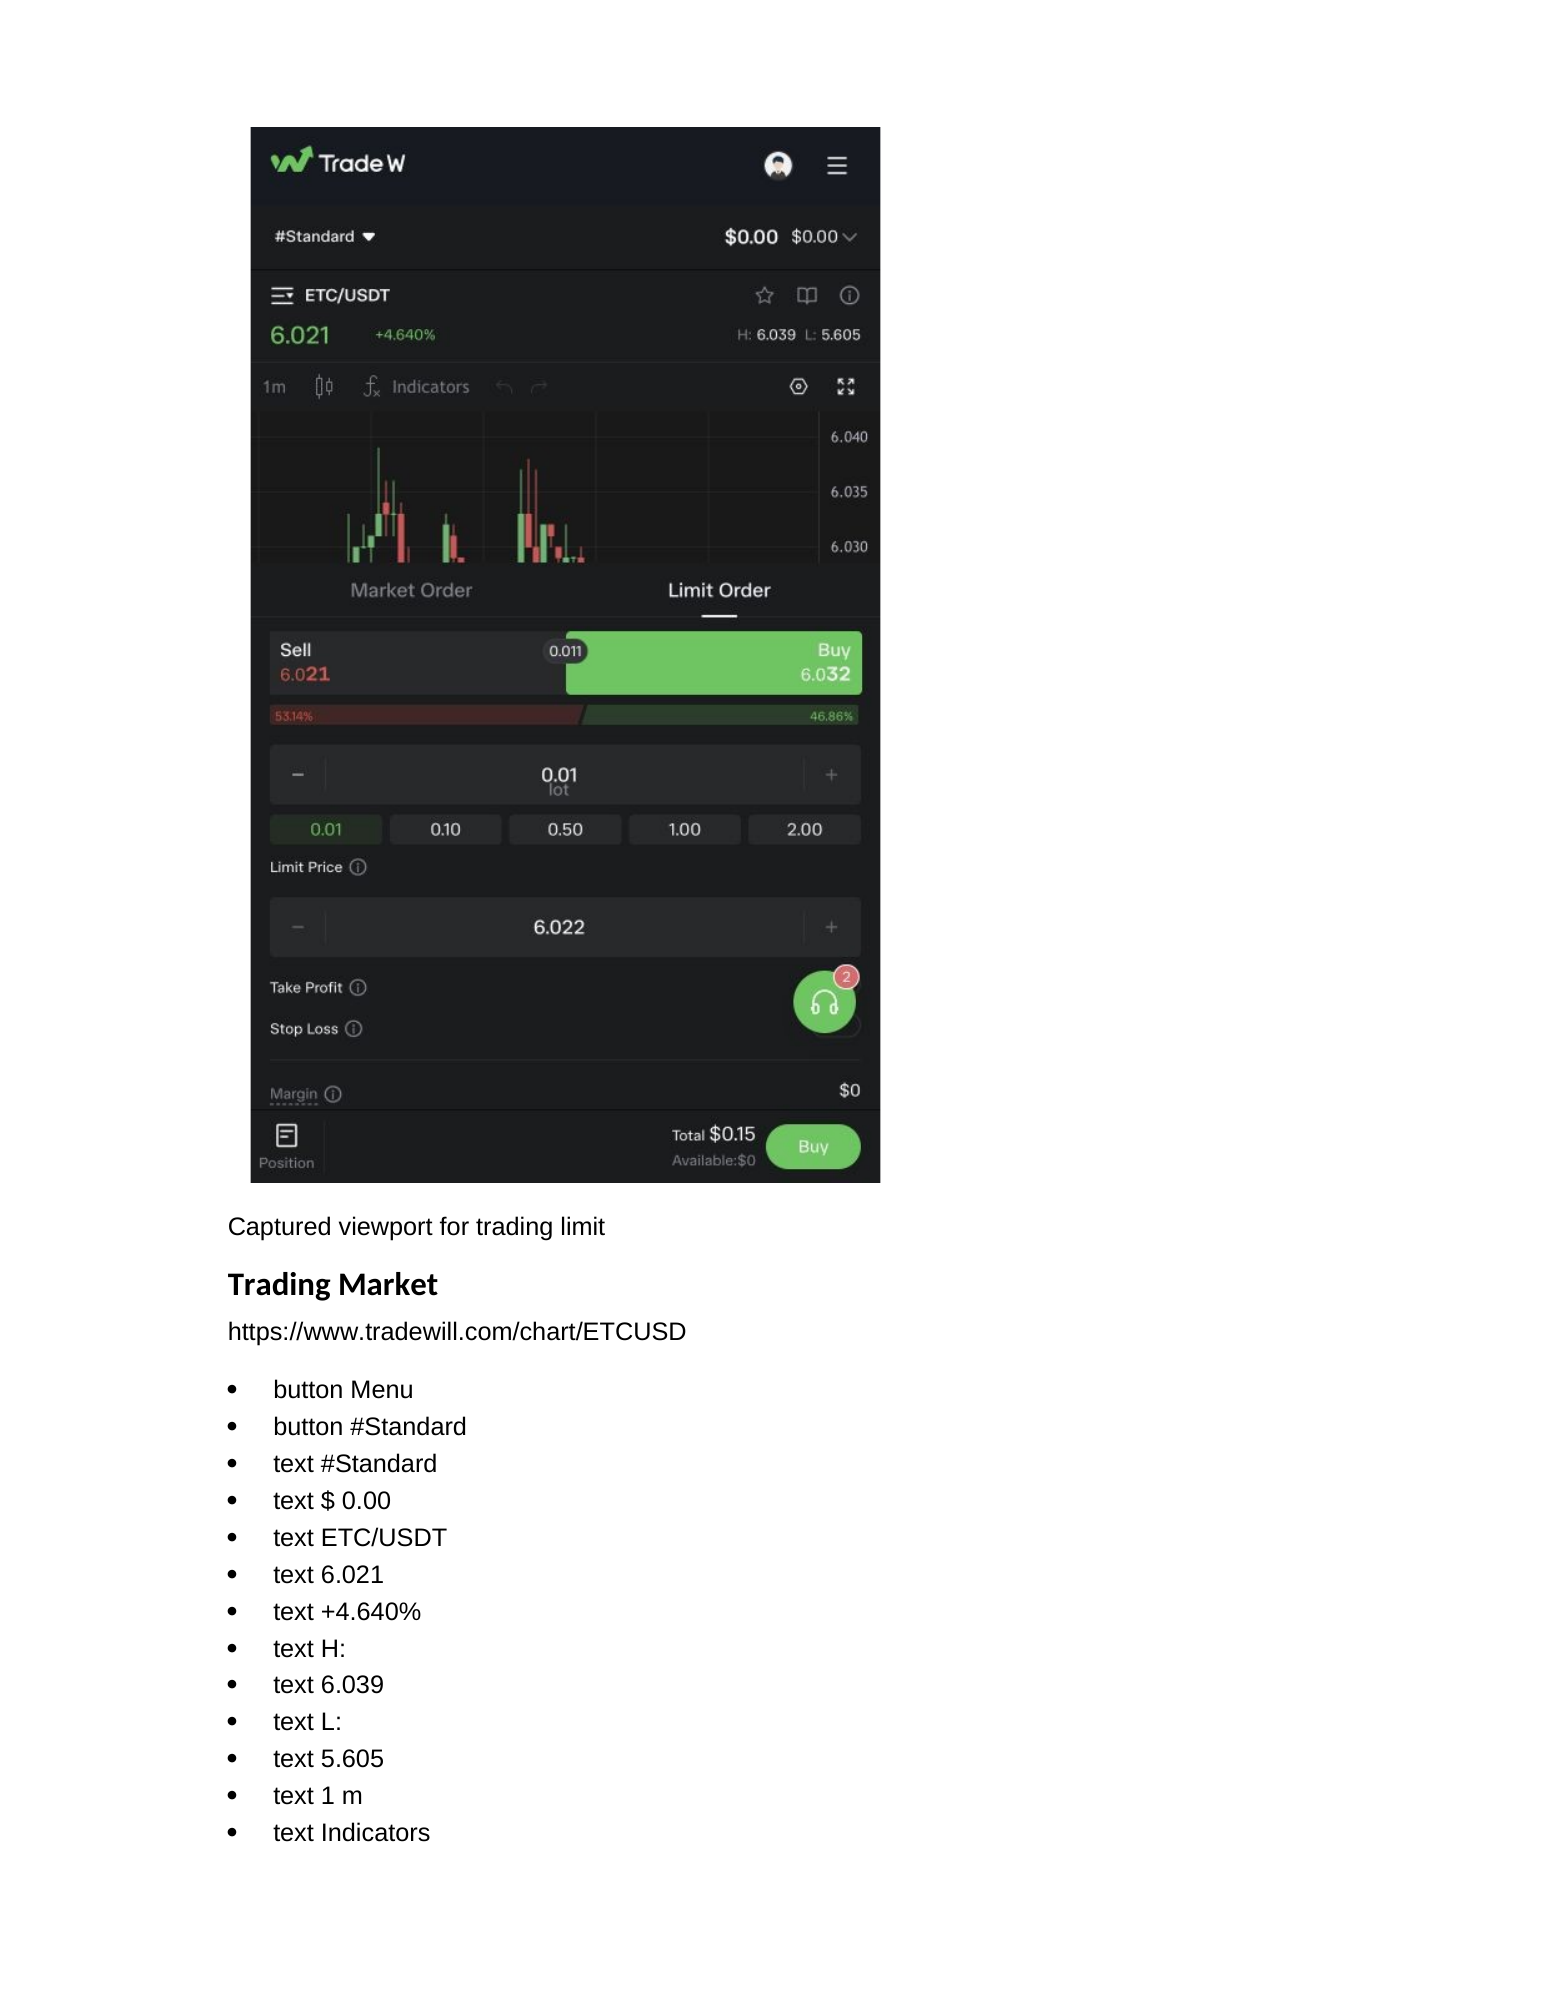 Trade W
#Standard $0.00 $0.00
ETC/USDT
6.021 +4.640% H: 6.039 L: 5.605
1m Indicators
6.040
6.035
6.030
Market Order Limit Order
Sell 0.011 Buy
6.021 6.032
53.14% 46.86%
0.01
lot
0.01 0.10 0.50 1.00 2.00
Limit Price
6.022
Take Profit
2
Stop Loss
Margin $0
Total $0.15 Buy
Position Available:$0
Captured viewport for trading limit
Trading Market
https://www.tradewill.com/chart/ETCUSD
• button Menu
• button #Standard
• text #Standard
• text $ 0.00
• text ETC/USDT
• text 6.021
• text +4.640%
• text H:
• text 6.039
• text L:
• text 5.605
• text 1 m
• text Indicators